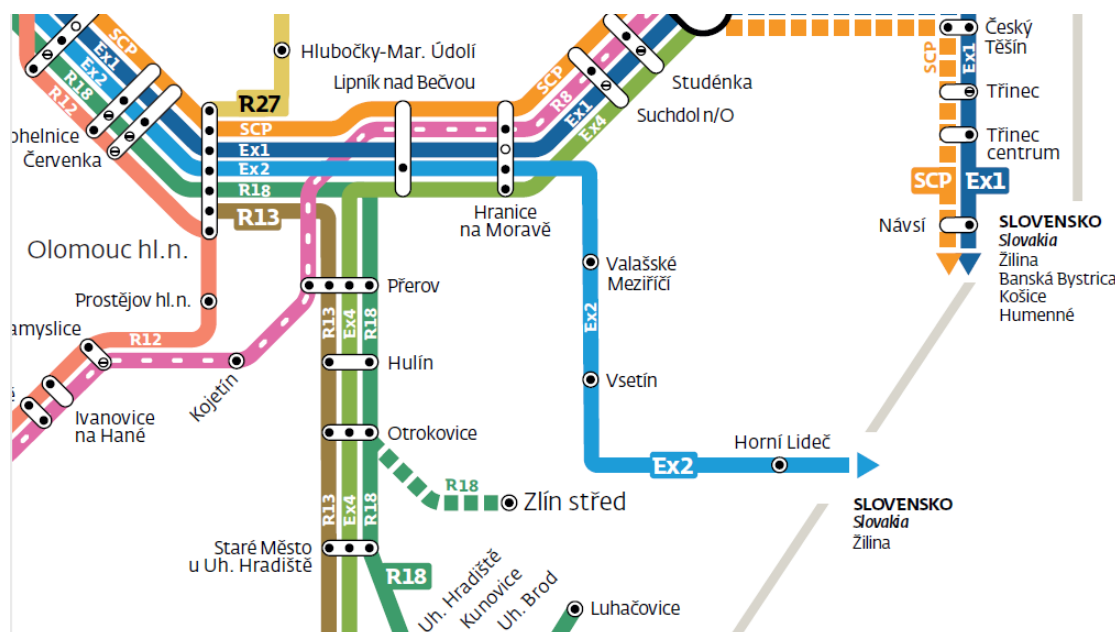 SCP
Ex1
Ex2
R18
R12
Hlubočky-Mar. Údolí
Lipník nad Bečvou
SCP
R8
Ex1
Ex4
Studénka
Suchdol n/O
SCP
Ex1
Český
Těšín
Třinec
Třinec
centrum
SCP
Ex1
Návsí
SLOVENSKO
Slovakia
Žilina
Banská Bystrica
Košice
Humenné
R27
SCP
Ex1
Ex2
R18
R13
Červenka
Olomouc hl.n.
Hranice
na Moravě
Prostějov hl.n.
R12
Přerov
R13
Ex4
R18
Valašské
Meziříčí
Ex2
Kojetín
Hulín
Vsetín
Ivanovice
na Hané
Otrokovice
Horní Lideč
Ex2
R18
Zlín střed
SLOVENSKO
Slovakia
Žilina
R13
Ex4
R18
Staré Město
u Uh. Hradiště
R18
Uh. Hradiště
Kunovice
Uh. Brod
Luhačovice